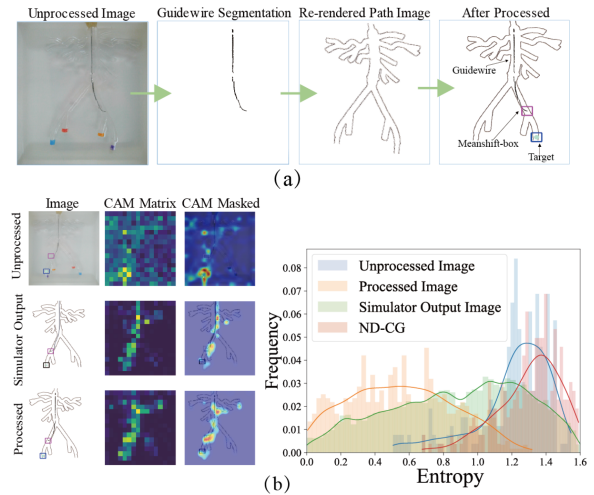 Unprocessed Image
Guidewire Segmentation
Re-rendered Path Image
After Processed
Guidewire
Meanshift-box
Target
(a)
Image
CAM Matrix
CAM Masked
Unprocessed
Simulator Output
Processed
Frequency
0.08
0.07
0.06
0.05
0.04
0.03
0.02
0.01
0.00
Unprocessed Image
Processed Image
Simulator Output Image
ND-CG
0.0 0.2 0.4 0.6 0.8 1.0 1.2 1.4 1.6
Entropy
(b)